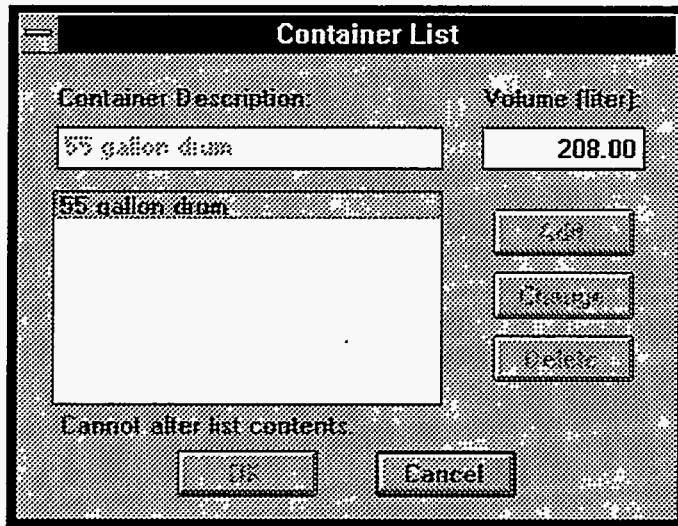 Container List
Container Description: Volume (liter):
55 gallon drum 208.00
55 gallon drum
Add
Change
Delete
Cannot alter list contents.
OK Cancel